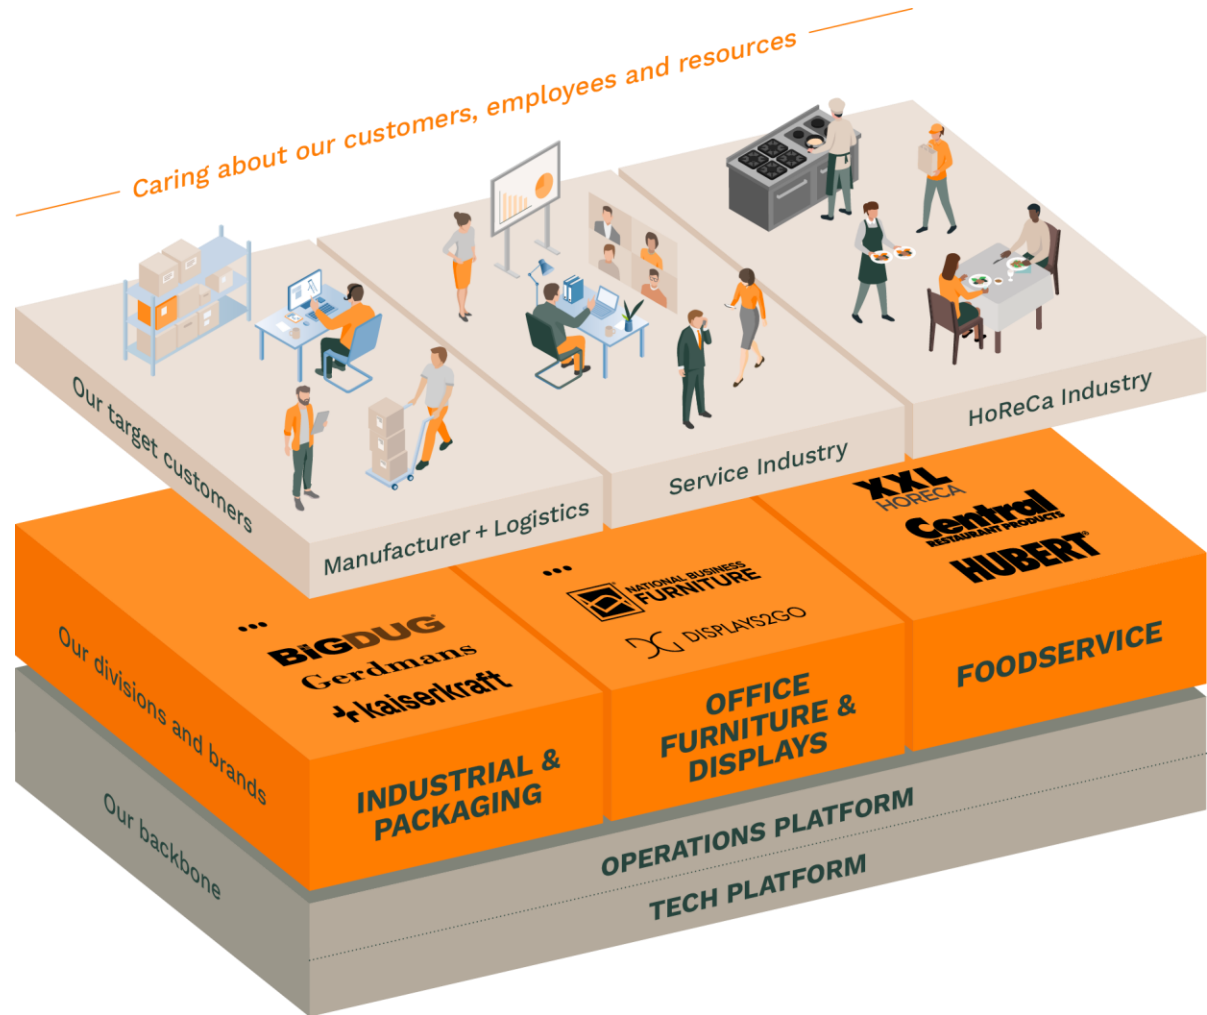 Caring about our customers, employees and resources
Our target customers
Manufacturer + Logistics
Service Industry
HoReCa Industry
Our divisions and brands
...
BiGDUG
Gerdmans
kaiserkraft
INDUSTRIAL &
PACKAGING
...
NATIONAL BUSINESS
FURNITURE
DISPLAYS2GO
OFFICE
FURNITURE &
DISPLAYS
XXL
HORECA
Central
RESTAURANT PRODUCTS
HUBERT®
FOODSERVICE
Our backbone
OPERATIONS PLATFORM
TECH PLATFORM